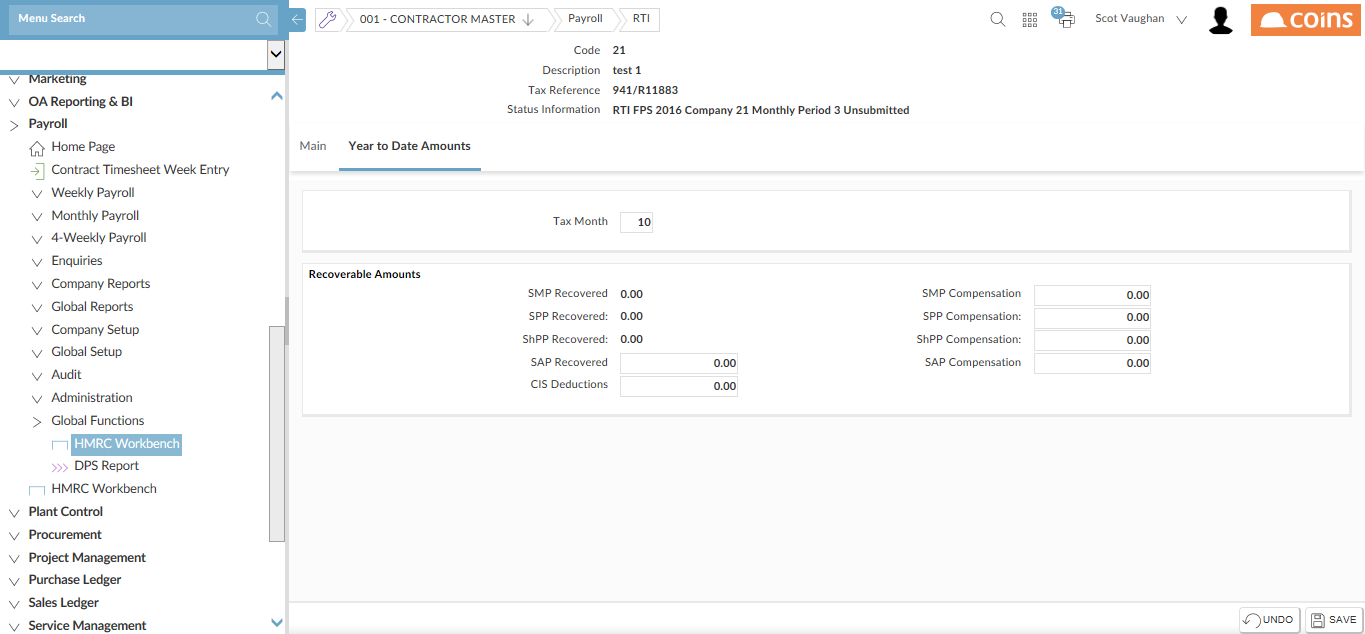 Menu Search
001 - CONTRACTOR MASTER
Payroll
RTI
31
Scot Vaughan
coins
Marketing
OA Reporting & BI
Payroll
Home Page
Contract Timesheet Week Entry
Weekly Payroll
Monthly Payroll
4-Weekly Payroll
Enquiries
Company Reports
Global Reports
Company Setup
Global Setup
Audit
Administration
Global Functions
HMRC Workbench
DPS Report
HMRC Workbench
Plant Control
Procurement
Project Management
Purchase Ledger
Sales Ledger
Service Management
Code 21
Description test 1
Tax Reference 941/R11883
Status Information RTI FPS 2016 Company 21 Monthly Period 3 Unsubmitted
Main Year to Date Amounts
Tax Month 10
Recoverable Amounts
SMP Recovered 0.00 SMP Compensation 0.00
SPP Recovered: 0.00 SPP Compensation: 0.00
ShPP Recovered: 0.00 ShPP Compensation: 0.00
SAP Recovered 0.00 SAP Compensation 0.00
CIS Deductions 0.00
UNDO SAVE